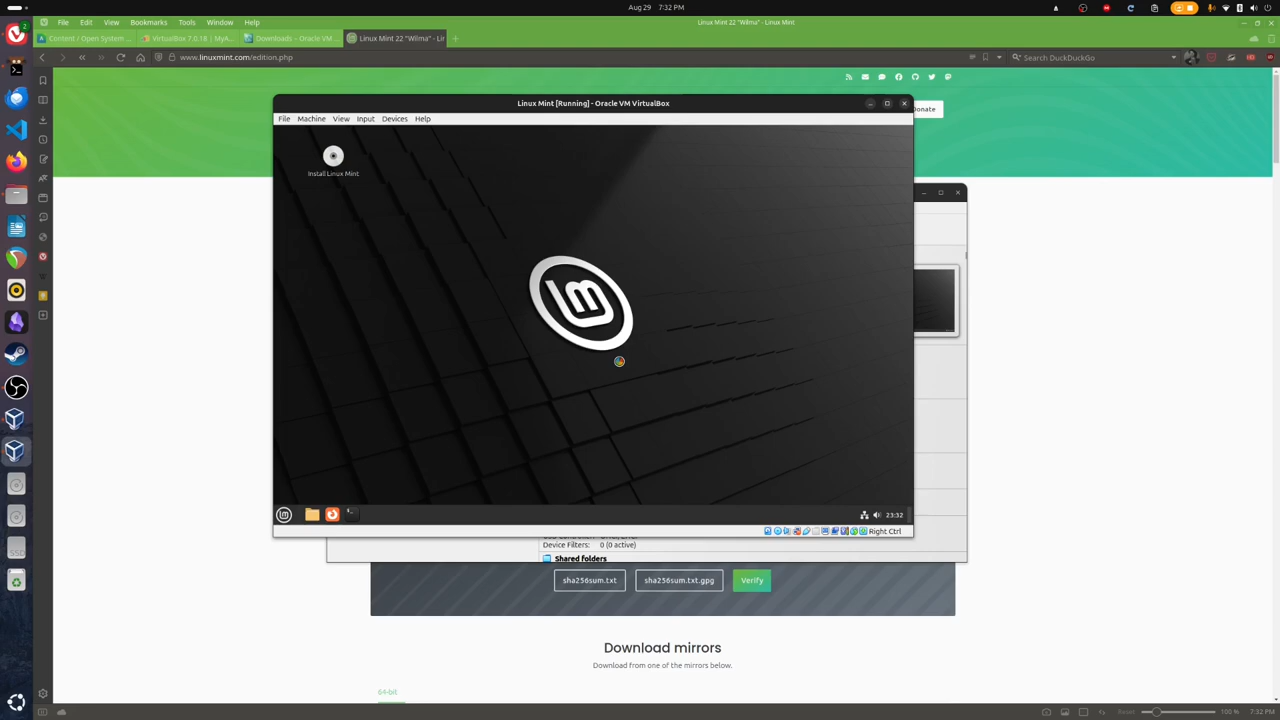 Aug 29 7:32 PM
File Edit View Bookmarks Tools Window Help
Linux Mint 22 "Wilma" - Linux Mint
Content / Open System
VirtualBox 7.0.18 | MyA
Downloads – Oracle VM
Linux Mint 22 "Wilma" - Lir
www.linuxmint.com/edition.php
Search DuckDuckGo
Donate
Linux Mint [Running] - Oracle VM VirtualBox
File Machine View Input Devices Help
Install Linux Mint
23:32
Right Ctrl
Device Filters: 0 (0 active)
Shared folders
sha256sum.txt
sha256sum.txt.gpg
Verify
Download mirrors
Download from one of the mirrors below.
64-bit
Reset
100 %
7:32 PM